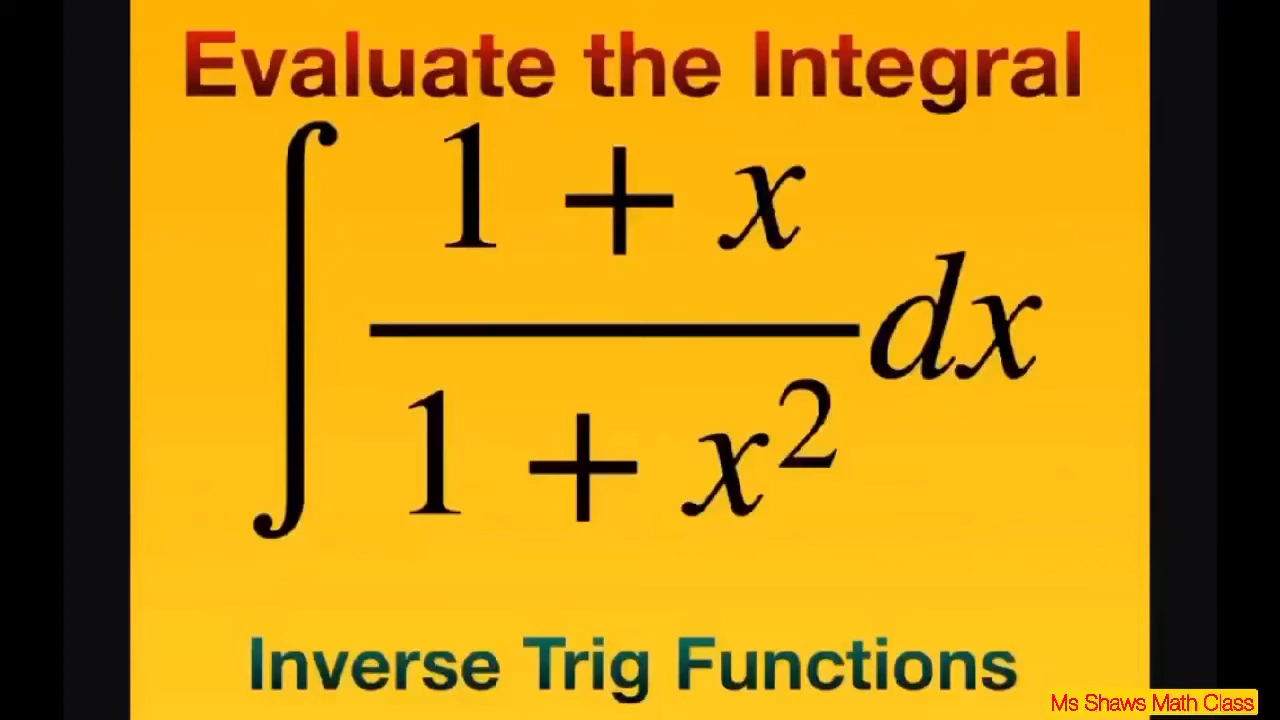 Evaluate the Integral
∫ (1 + x)/(1 + x²) dx
Inverse Trig Functions
Ms Shaws Math Class